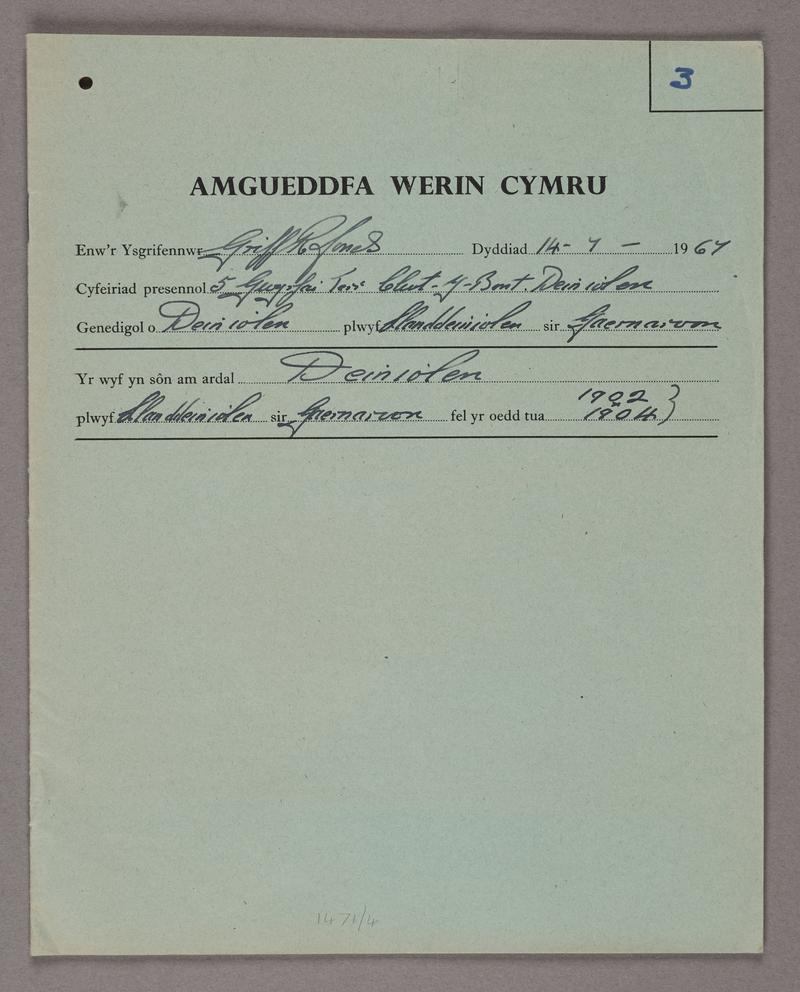 3
AMGUEDDFA WERIN CYMRU
Enw'r Ysgrifennwr Griff R Jones Dyddiad 14- 7 - 1967
Cyfeiriad presennol 5 Terr Clwt-Y-Bont. Deiniolen
Genedigol o Deiniolen plwyf Llanddeiniolen sir Gaernarvon
Yr wyf yn sôn am ardal Deiniolen
1902
plwyf Llanddeiniolen sir Gaernarvon fel yr oedd tua 1904 }
1471/4